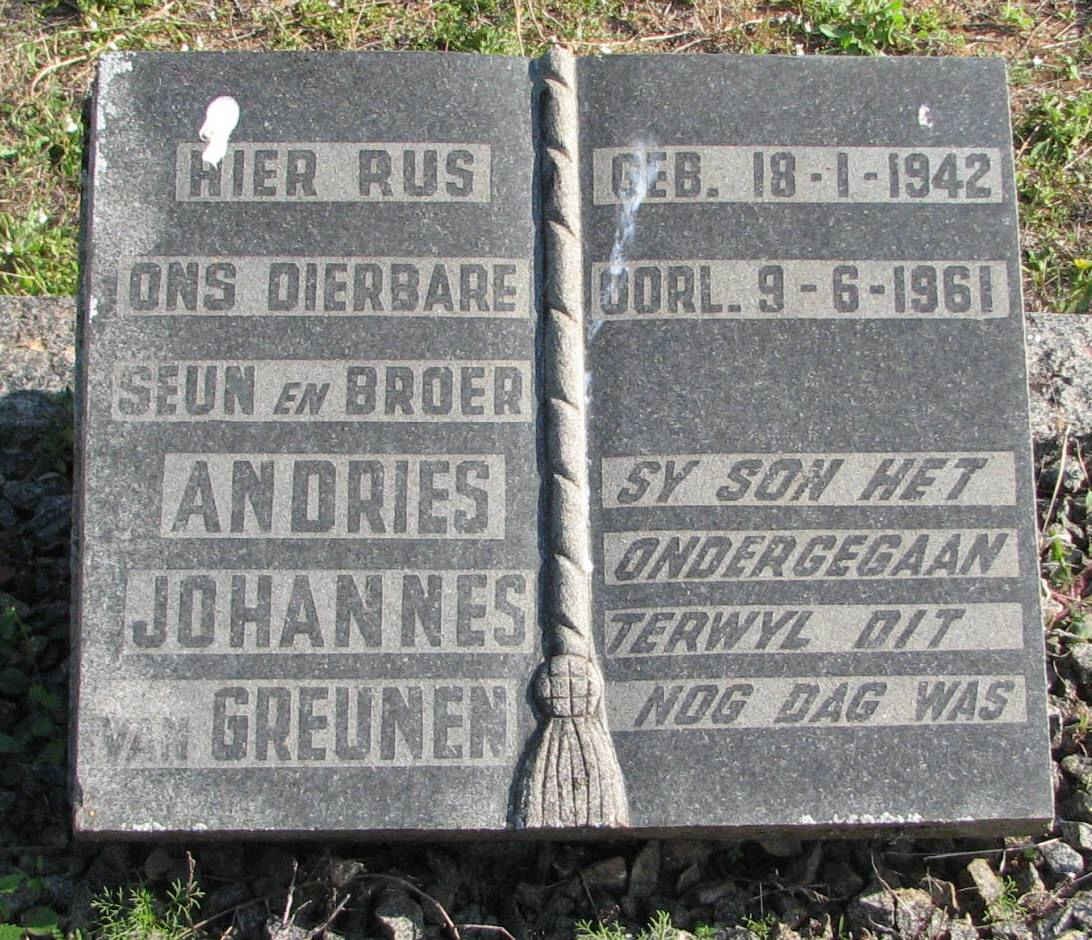 HIER RUS
ONS DIERBARE
SEUN EN BROER
ANDRIES
JOHANNES
VAN GREUNEN
GEB. 18-1-1942
OORL. 9-6-1961
SY SON HET
ONDERGEGAAN
TERWYL DIT
NOG DAG WAS